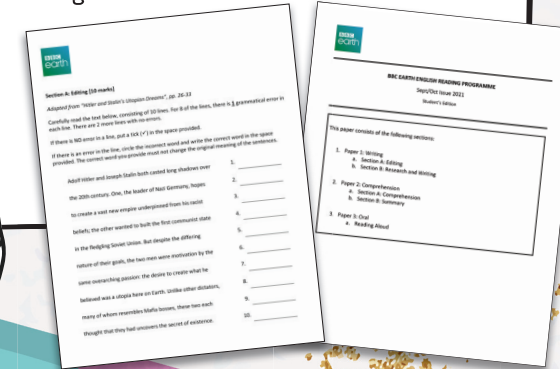 BBC
earth
Section A: Editing [10 marks]
Adapted from "Hitler and Stalin's Utopian Dreams", pp. 26-33
Carefully read the text below, consisting of 10 lines. For 8 of the lines, there is 1 grammatical error in
each line. There are 2 more lines with no errors.
If there is NO error in a line, put a tick (✓) in the space provided.
If there is an error in the line, circle the incorrect word and write the correct word in the space
provided. The correct word you provide must not change the original meaning of the sentences.
Adolf Hitler and Joseph Stalin both casted long shadows over 1.
the 20th century. One, the leader of Nazi Germany, hopes 2.
to create a vast new empire underpinned from his racist 3.
beliefs; the other wanted to built the first communist state 4.
in the fledgling Soviet Union. But despite the differing 5.
nature of their goals, the two men were motivation by the 6.
same overarching passion: the desire to create what he 7.
believed was a utopia here on Earth. Unlike other dictators, 8.
many of whom resembles Mafia bosses, these two each 9.
thought that they had uncovers the secret of existence. 10.
BBC
earth
BBC EARTH ENGLISH READING PROGRAMME
Sept/Oct Issue 2021
Student's Edition
This paper consists of the following sections:
1. Paper 1: Writing
a. Section A: Editing
b. Section B: Research and Writing
2. Paper 2: Comprehension
a. Section A: Comprehension
b. Section B: Summary
3. Paper 3: Oral
a. Reading Aloud